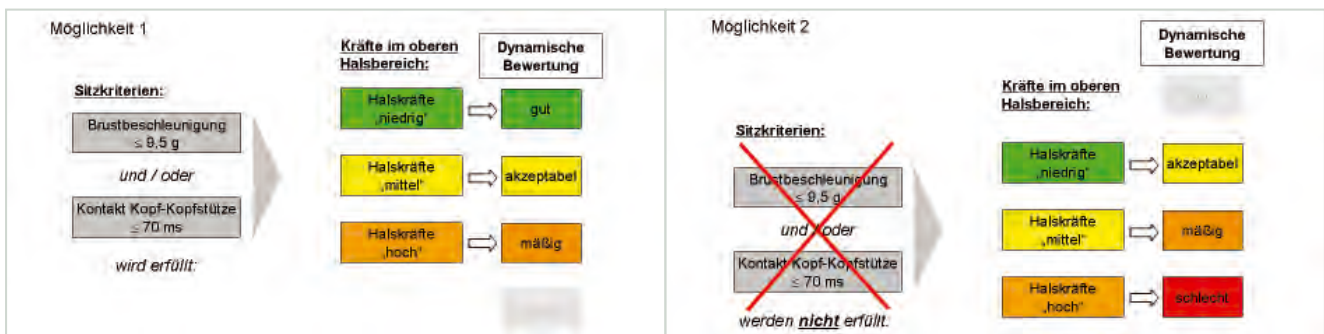 Möglichkeit 1
Kräfte im oberen
Halsbereich:
Dynamische
Bewertung
Sitzkriterien:
Brustbeschleunigung
≤ 9,5 g
und / oder
Kontakt Kopf-Kopfstütze
≤ 70 ms
wird erfüllt:
Halskräfte
„niedrig“
gut
Halskräfte
„mittel“
akzeptabel
Halskräfte
„hoch“
mäßig
Möglichkeit 2
Dynamische
Bewertung
Kräfte im oberen
Halsbereich:
Sitzkriterien:
Brustbeschleunigung
≤ 9,5 g
und / oder
Kontakt Kopf-Kopfstütze
≤ 70 ms
werden nicht erfüllt.
Halskräfte
„niedrig“
akzeptabel
Halskräfte
„mittel“
mäßig
Halskräfte
„hoch“
schlecht